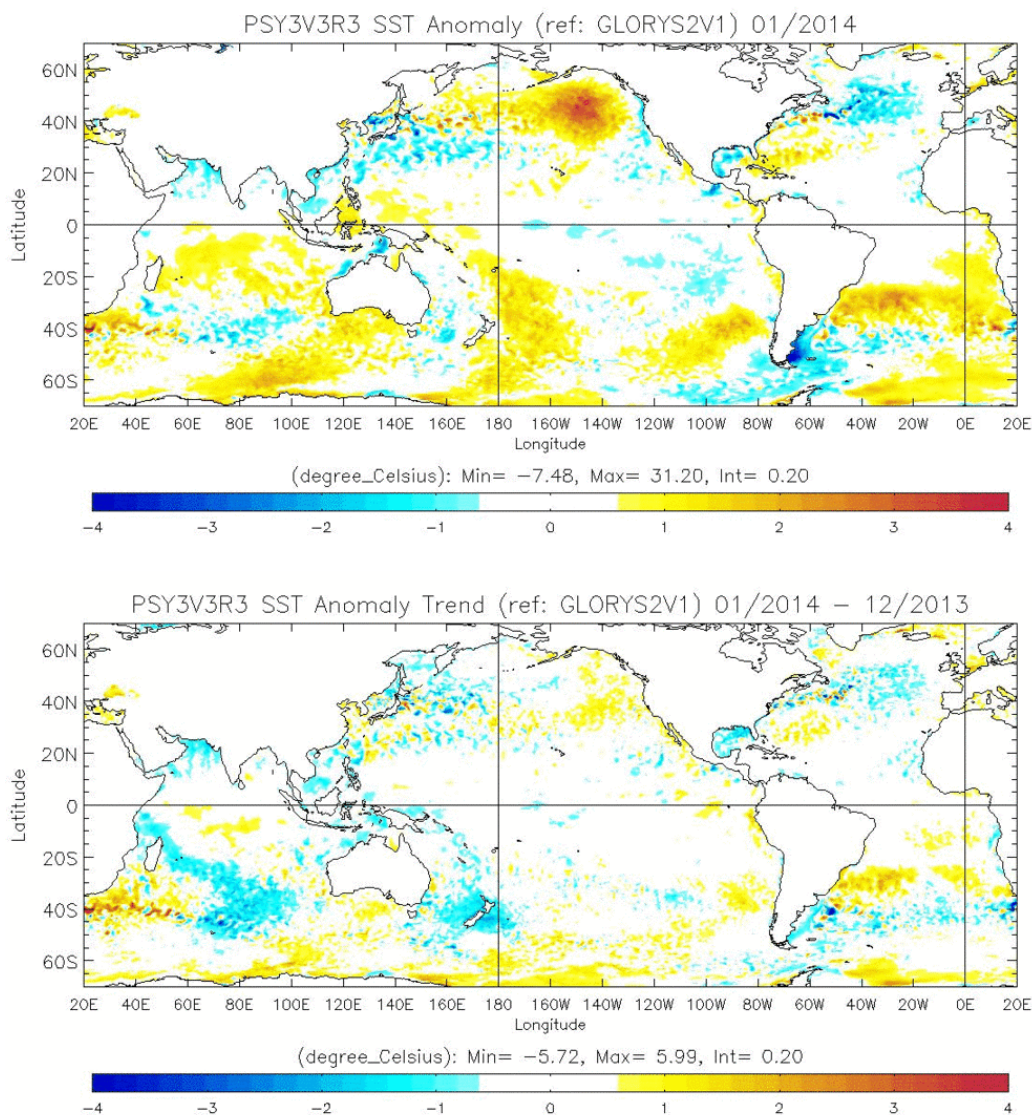 PSY3V3R3 SST Anomaly (ref: GLORYS2V1) 01/2014
60N
40N
20N
0
20S
40S
60S
Latitude
20E 40E 60E 80E 100E 120E 140E 160E 180E 160W 140W 120W 100W 80W 60W 40W 20W 0E 20E
Longitude
(degree_Celsius): Min= −7.48, Max= 31.20, Int= 0.20
−4 −3 −2 −1 0 1 2 3 4
PSY3V3R3 SST Anomaly Trend (ref: GLORYS2V1) 01/2014 − 12/2013
60N
40N
20N
0
20S
40S
60S
Latitude
20E 40E 60E 80E 100E 120E 140E 160E 180E 160W 140W 120W 100W 80W 60W 40W 20W 0E 20E
Longitude
(degree_Celsius): Min= −5.72, Max= 5.99, Int= 0.20
−4 −3 −2 −1 0 1 2 3 4